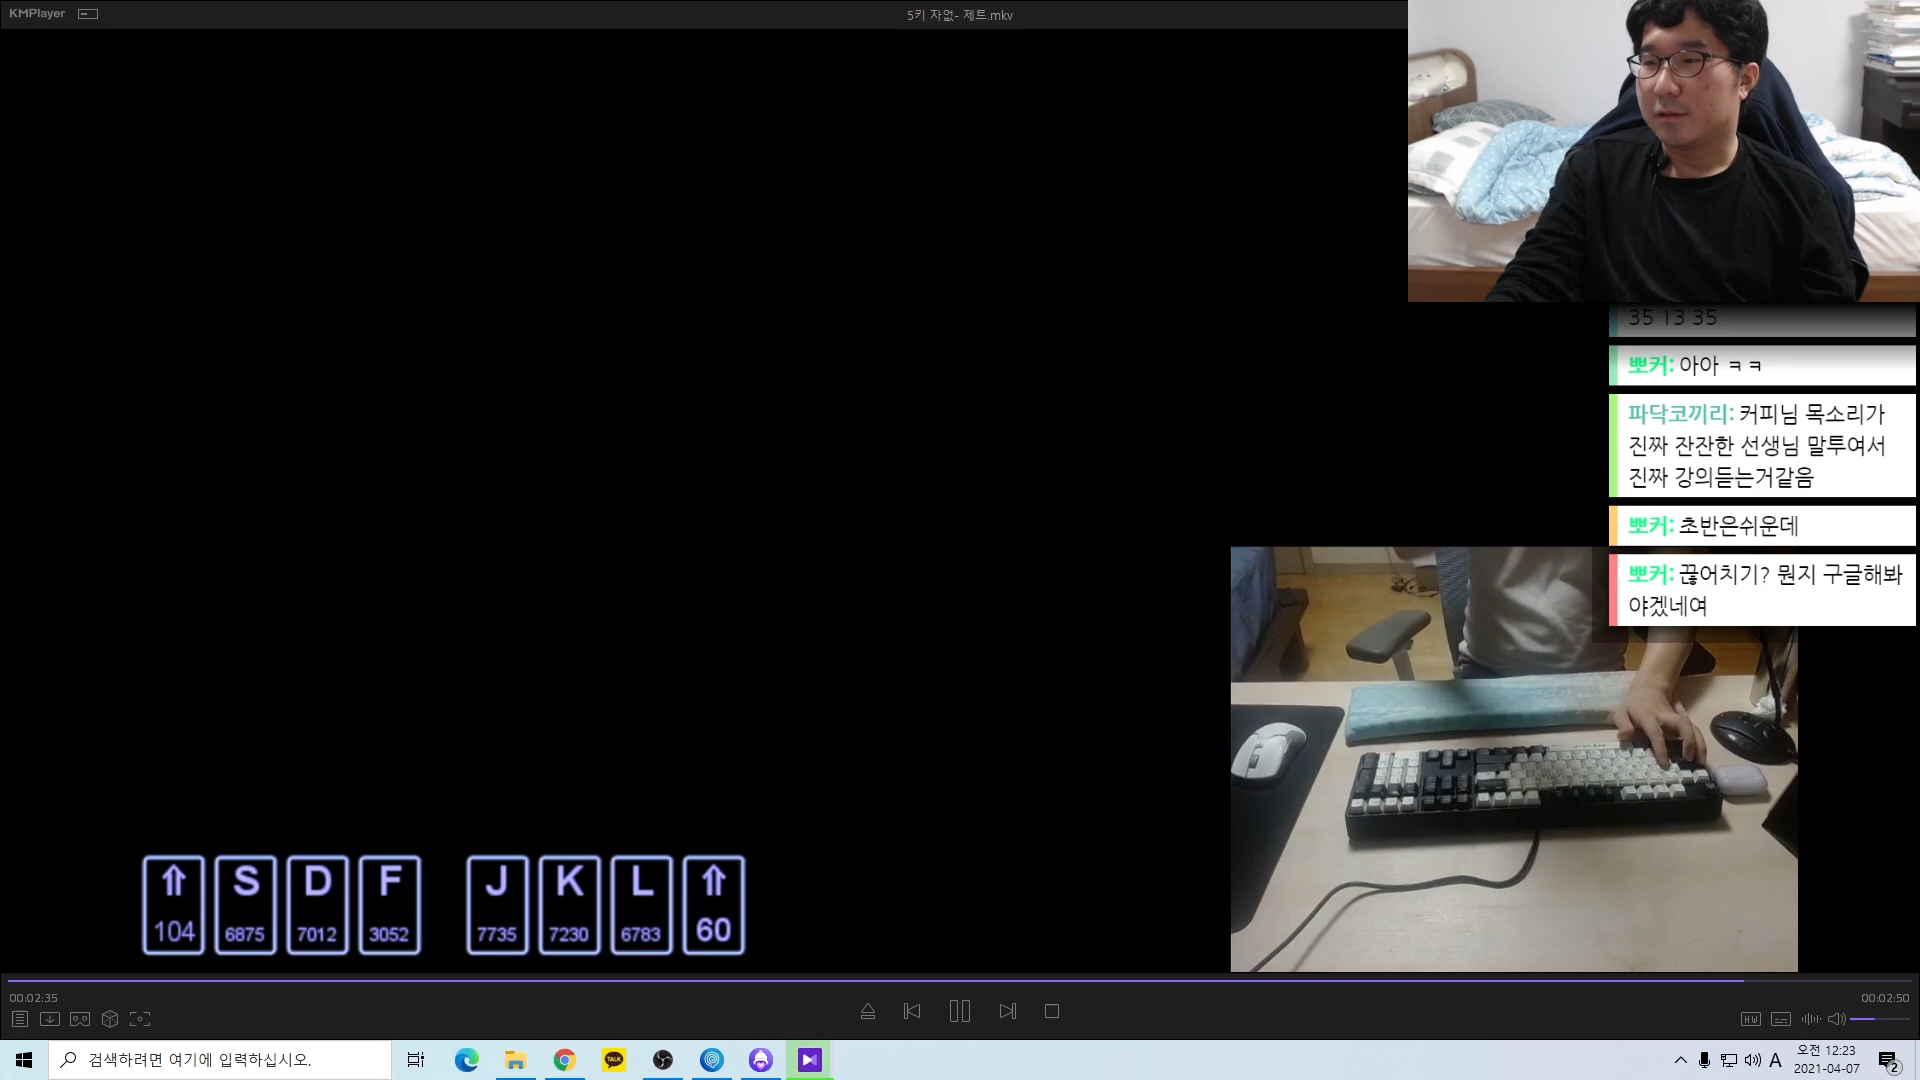 KMPlayer
5키 자없- 제트.mkv
35 13 35
뽀커: 아아 ㅋㅋ
파닥코끼리: 커피님 목소리가
진짜 잔잔한 선생님 말투여서
진짜 강의듣는거같음
뽀커: 초반은쉬운데
뽀커: 끊어치기? 뭔지 구글해봐
야겠네여
⇑ S D F J K L ⇑
104 6875 7012 3052 7735 7230 6783 60
00:02:35
00:02:50
HW
검색하려면 여기에 입력하십시오.
TALK
A
오전 12:23
2021-04-07
2